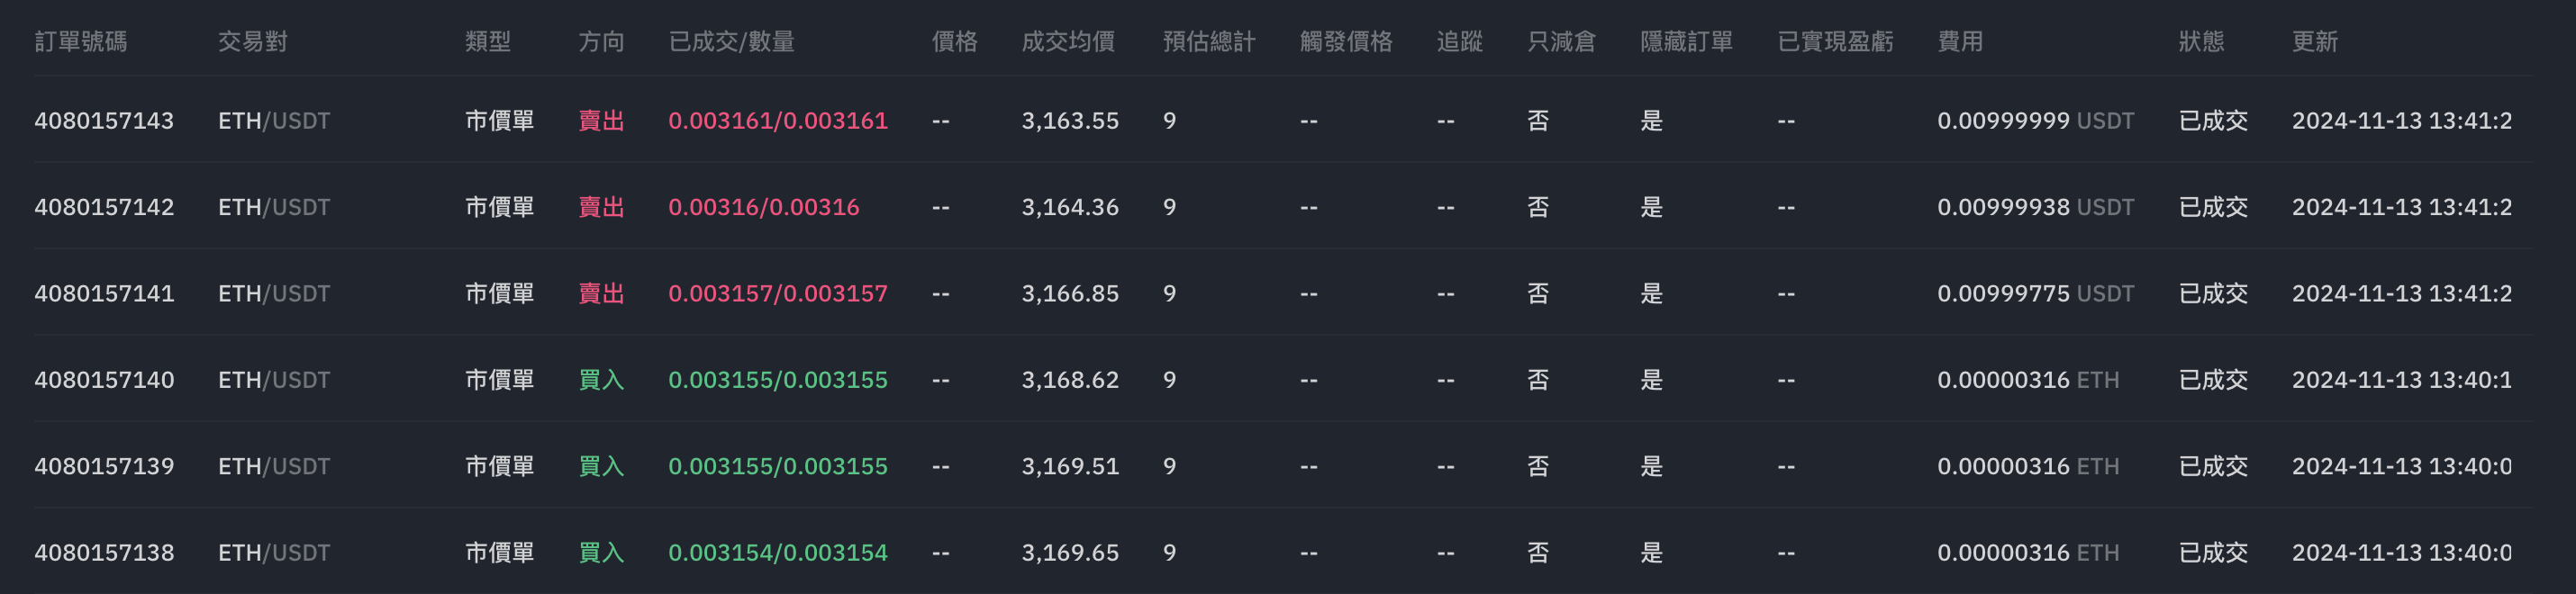 訂單號碼 交易對 類型 方向 已成交/數量 價格 成交均價 預估總計 觸發價格 追蹤 只減倉 隱藏訂單 已實現盈虧 費用 狀態 更新
4080157143 ETH/USDT 市價單 賣出 0.003161/0.003161 -- 3,163.55 9 -- -- 否 是 -- 0.00999999 USDT 已成交 2024-11-13 13:41:2
4080157142 ETH/USDT 市價單 賣出 0.00316/0.00316 -- 3,164.36 9 -- -- 否 是 -- 0.00999938 USDT 已成交 2024-11-13 13:41:2
4080157141 ETH/USDT 市價單 賣出 0.003157/0.003157 -- 3,166.85 9 -- -- 否 是 -- 0.00999775 USDT 已成交 2024-11-13 13:41:2
4080157140 ETH/USDT 市價單 買入 0.003155/0.003155 -- 3,168.62 9 -- -- 否 是 -- 0.00000316 ETH 已成交 2024-11-13 13:40:1
4080157139 ETH/USDT 市價單 買入 0.003155/0.003155 -- 3,169.51 9 -- -- 否 是 -- 0.00000316 ETH 已成交 2024-11-13 13:40:0
4080157138 ETH/USDT 市價單 買入 0.003154/0.003154 -- 3,169.65 9 -- -- 否 是 -- 0.00000316 ETH 已成交 2024-11-13 13:40:0